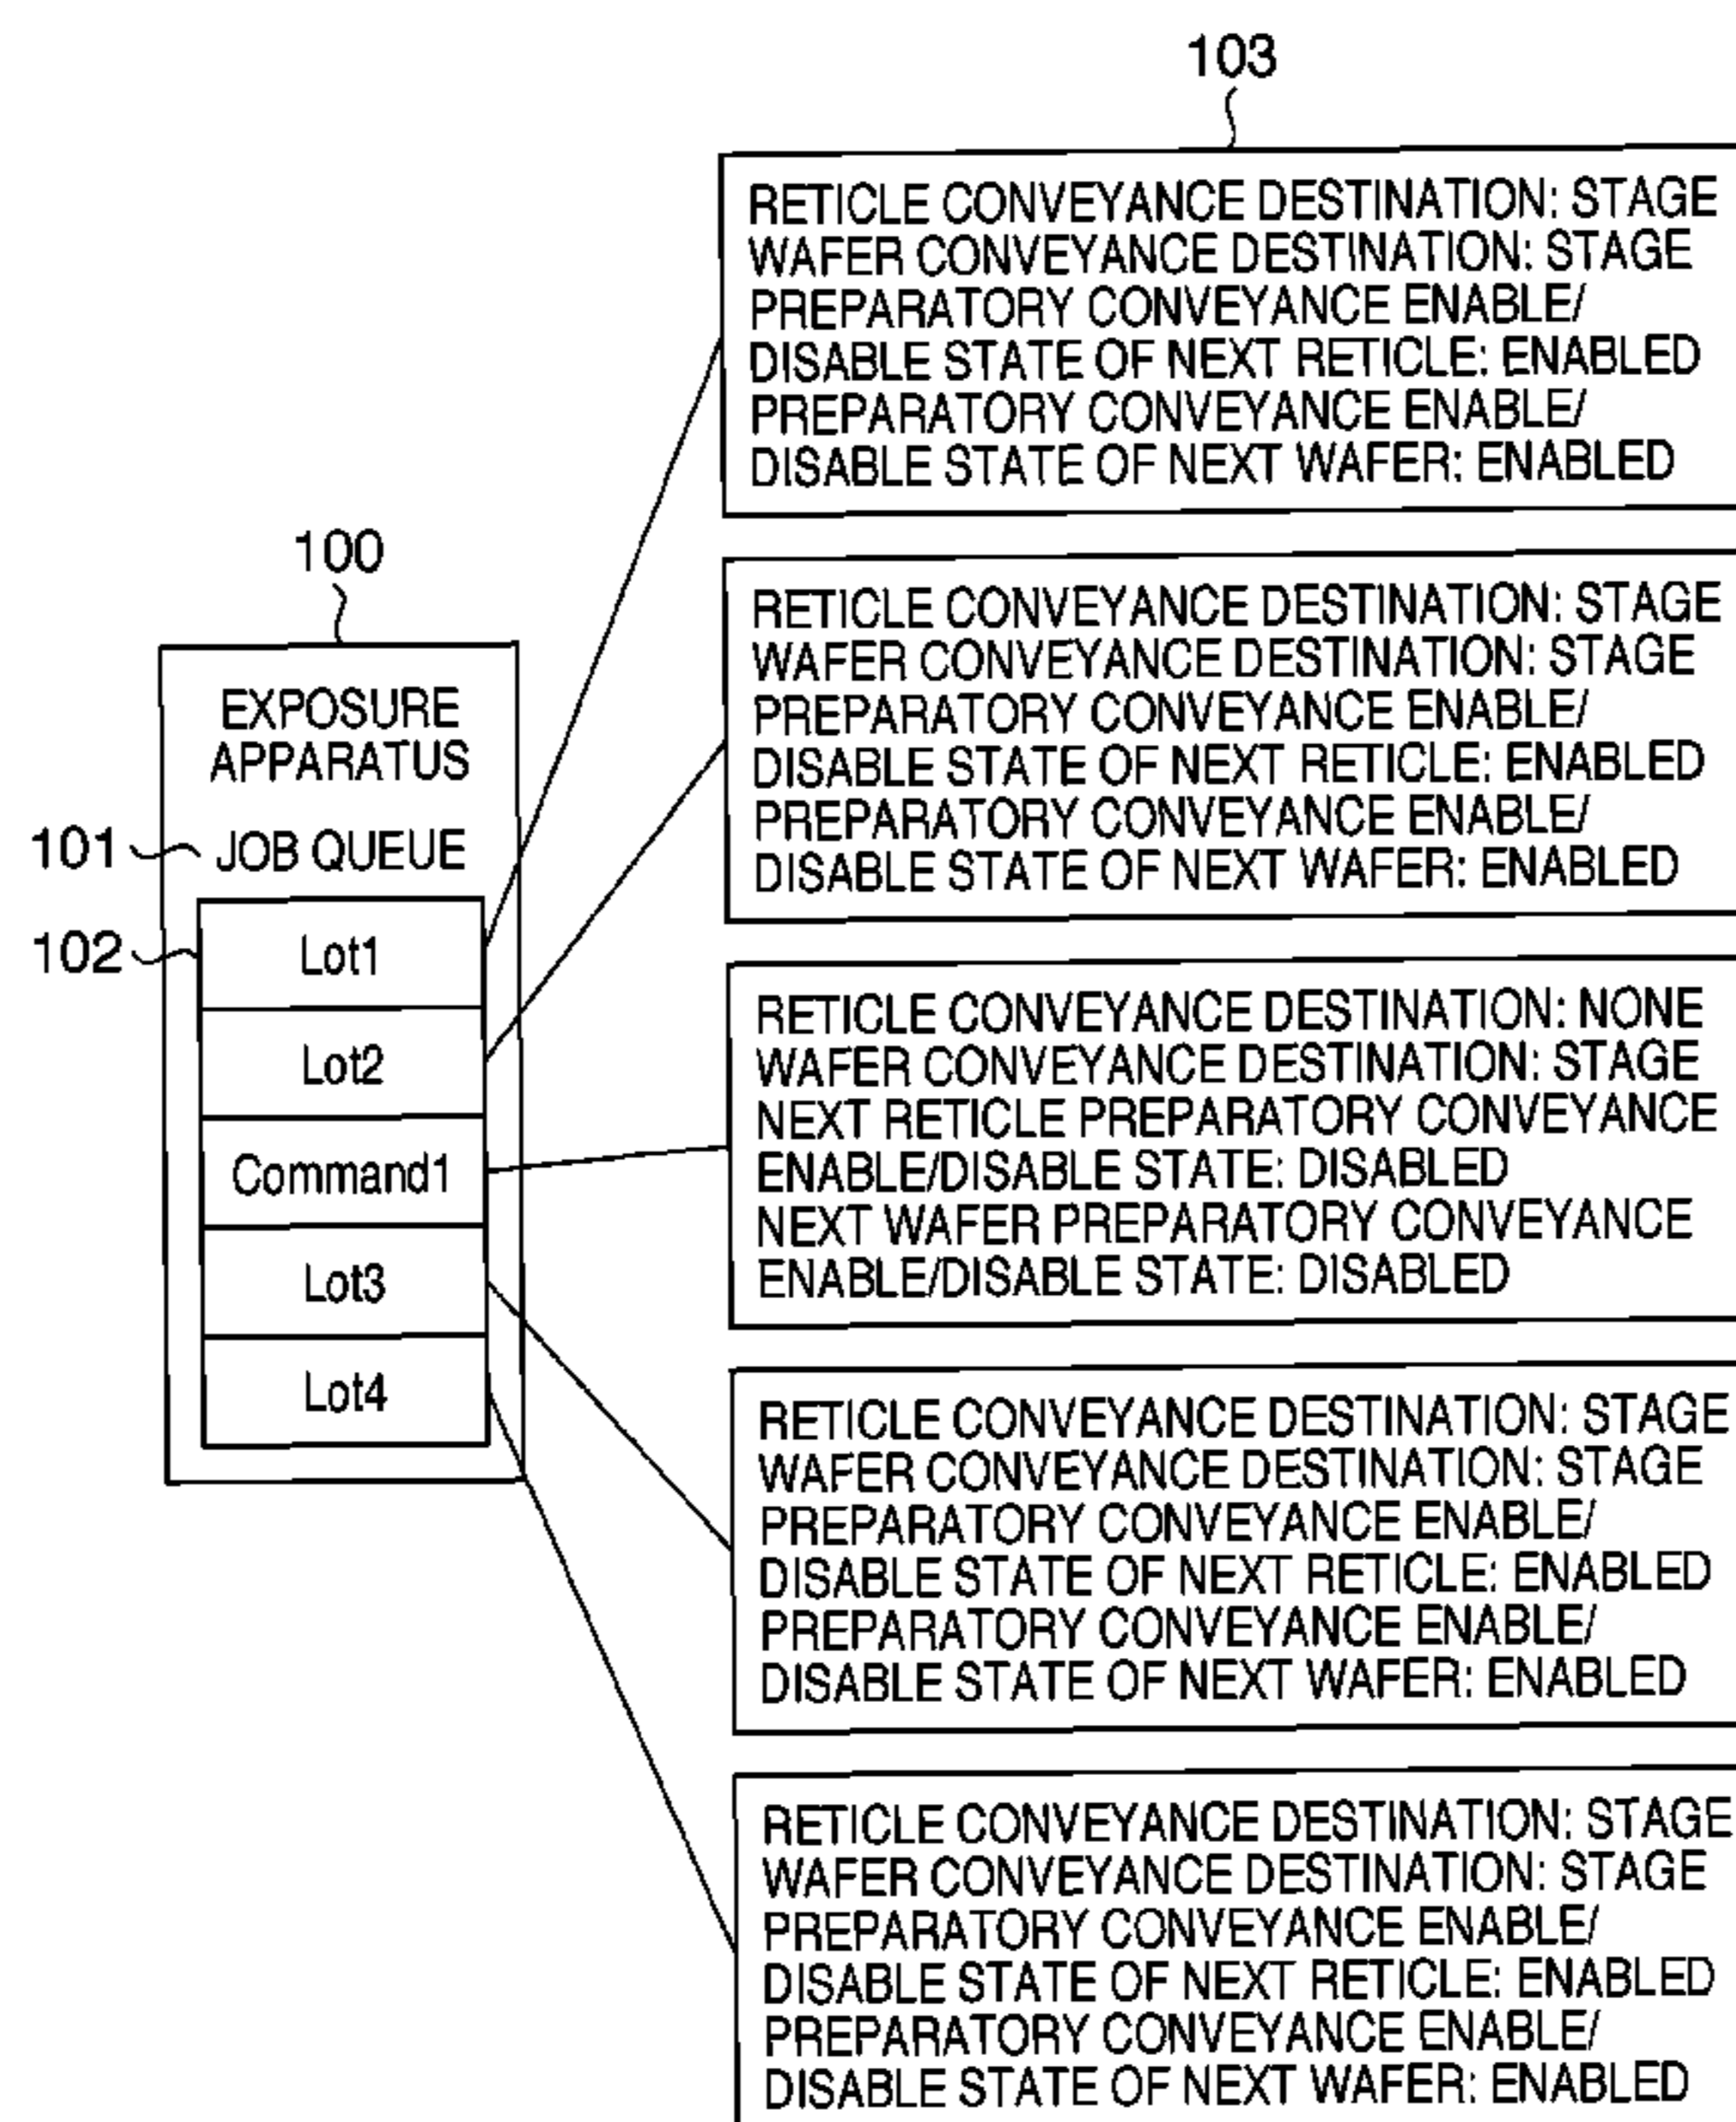 103
RETICLE CONVEYANCE DESTINATION: STAGE
WAFER CONVEYANCE DESTINATION: STAGE
PREPARATORY CONVEYANCE ENABLE/
DISABLE STATE OF NEXT RETICLE: ENABLED
PREPARATORY CONVEYANCE ENABLE/
DISABLE STATE OF NEXT WAFER: ENABLED
100
EXPOSURE
APPARATUS
101
JOB QUEUE
102
Lot1
Lot2
Command1
Lot3
Lot4
RETICLE CONVEYANCE DESTINATION: STAGE
WAFER CONVEYANCE DESTINATION: STAGE
PREPARATORY CONVEYANCE ENABLE/
DISABLE STATE OF NEXT RETICLE: ENABLED
PREPARATORY CONVEYANCE ENABLE/
DISABLE STATE OF NEXT WAFER: ENABLED
RETICLE CONVEYANCE DESTINATION: NONE
WAFER CONVEYANCE DESTINATION: STAGE
NEXT RETICLE PREPARATORY CONVEYANCE
ENABLE/DISABLE STATE: DISABLED
NEXT WAFER PREPARATORY CONVEYANCE
ENABLE/DISABLE STATE: DISABLED
RETICLE CONVEYANCE DESTINATION: STAGE
WAFER CONVEYANCE DESTINATION: STAGE
PREPARATORY CONVEYANCE ENABLE/
DISABLE STATE OF NEXT RETICLE: ENABLED
PREPARATORY CONVEYANCE ENABLE/
DISABLE STATE OF NEXT WAFER: ENABLED
RETICLE CONVEYANCE DESTINATION: STAGE
WAFER CONVEYANCE DESTINATION: STAGE
PREPARATORY CONVEYANCE ENABLE/
DISABLE STATE OF NEXT RETICLE: ENABLED
PREPARATORY CONVEYANCE ENABLE/
DISABLE STATE OF NEXT WAFER: ENABLED